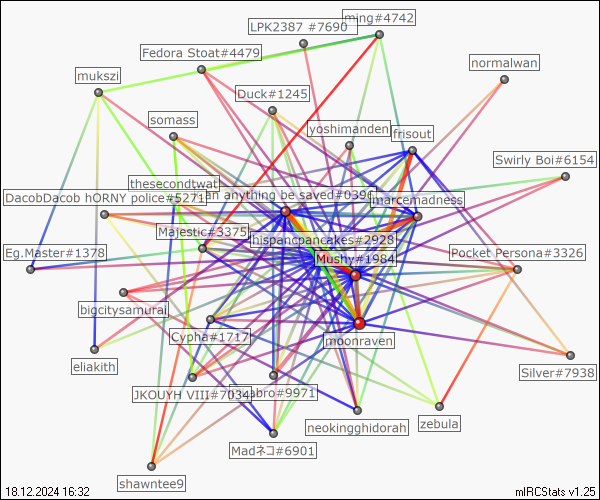 ming#4742
LPK2387 #7690
Fedora Stoat#4479
normalwan
mukszi
Duck#1245
somass
yoshimanden
frisout
Swirly Boi#6154
thesecondtwat
DacobDacob hORNY police#5271
an anything be saved#0396
marcemadness
Majestic#3375
hispancpancakes#2928
Eg.Master#1378
Mushy#1984
Pocket Persona#3326
bigcitysamurai
Cypha#1717
moonraven
eliakith
Silver#7938
JKOUYH VIII#7034
abro#9971
neokingghidorah
zebula
Madネコ#6901
shawntee9
18.12.2024 16:32
mIRCStats v1.25